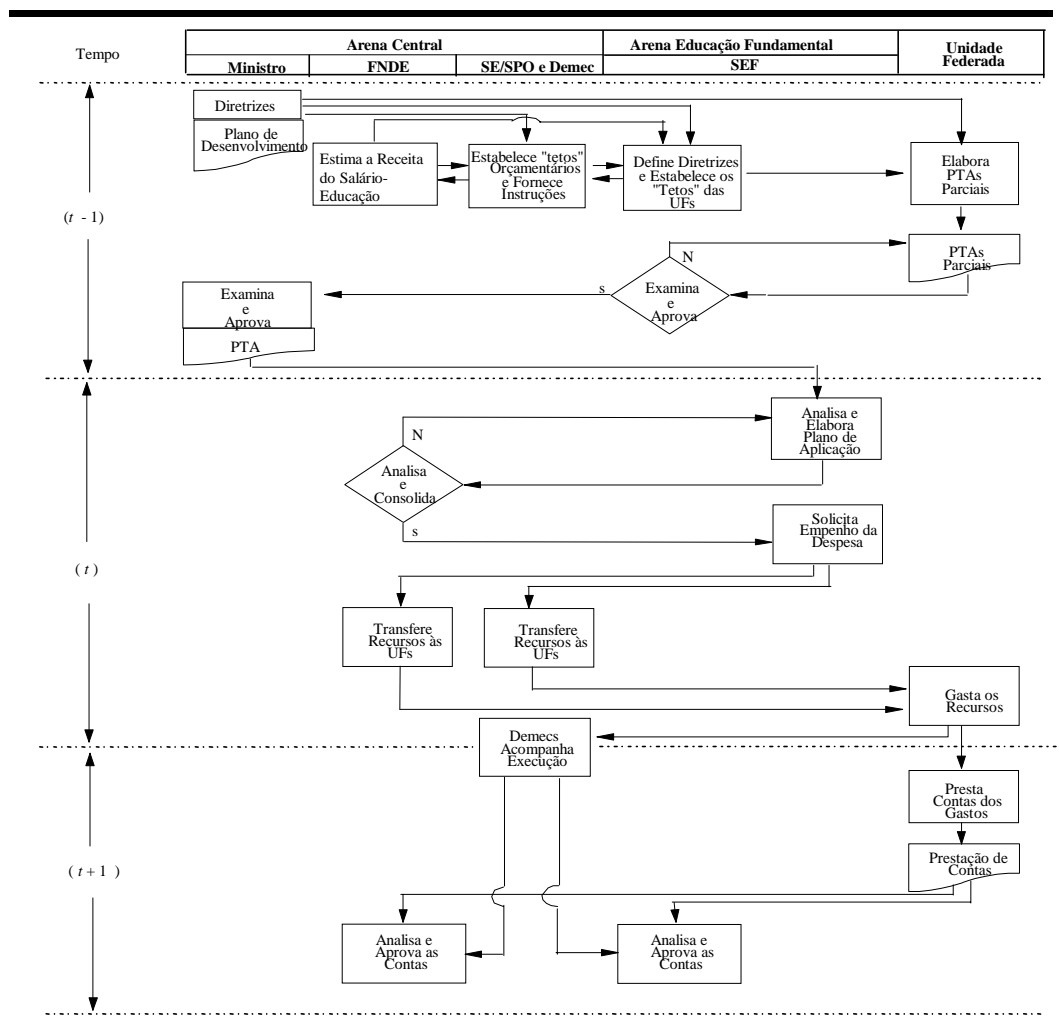 Tempo
Arena Central
Arena Educação Fundamental
Unidade
Federada
Ministro
FNDE
SE/SPO e Demec
SEF
Diretrizes
Plano de
Desenvolvimento
Estima a Receita
do Salário-
Educação
Estabelece "tetos"
Orçamentários
e Fornece
Instruções
Define Diretrizes
e Estabelece os
"Tetos" das
UFs
Elabora
PTAs
Parciais
(t - 1)
PTAs
Parciais
N
s
Examina
e
Aprova
Examina
e
Aprova
PTA
Analisa e
Elabora
Plano de
Aplicação
N
Analisa
e
Consolida
s
Solicita
Empenho da
Despesa
( t )
Transfere
Recursos às
UFs
Transfere
Recursos às
UFs
Gasta os
Recursos
Demecs
Acompanha
Execução
Presta
Contas dos
Gastos
( t + 1 )
Prestação de
Contas
Analisa e
Aprova as
Contas
Analisa e
Aprova as
Contas